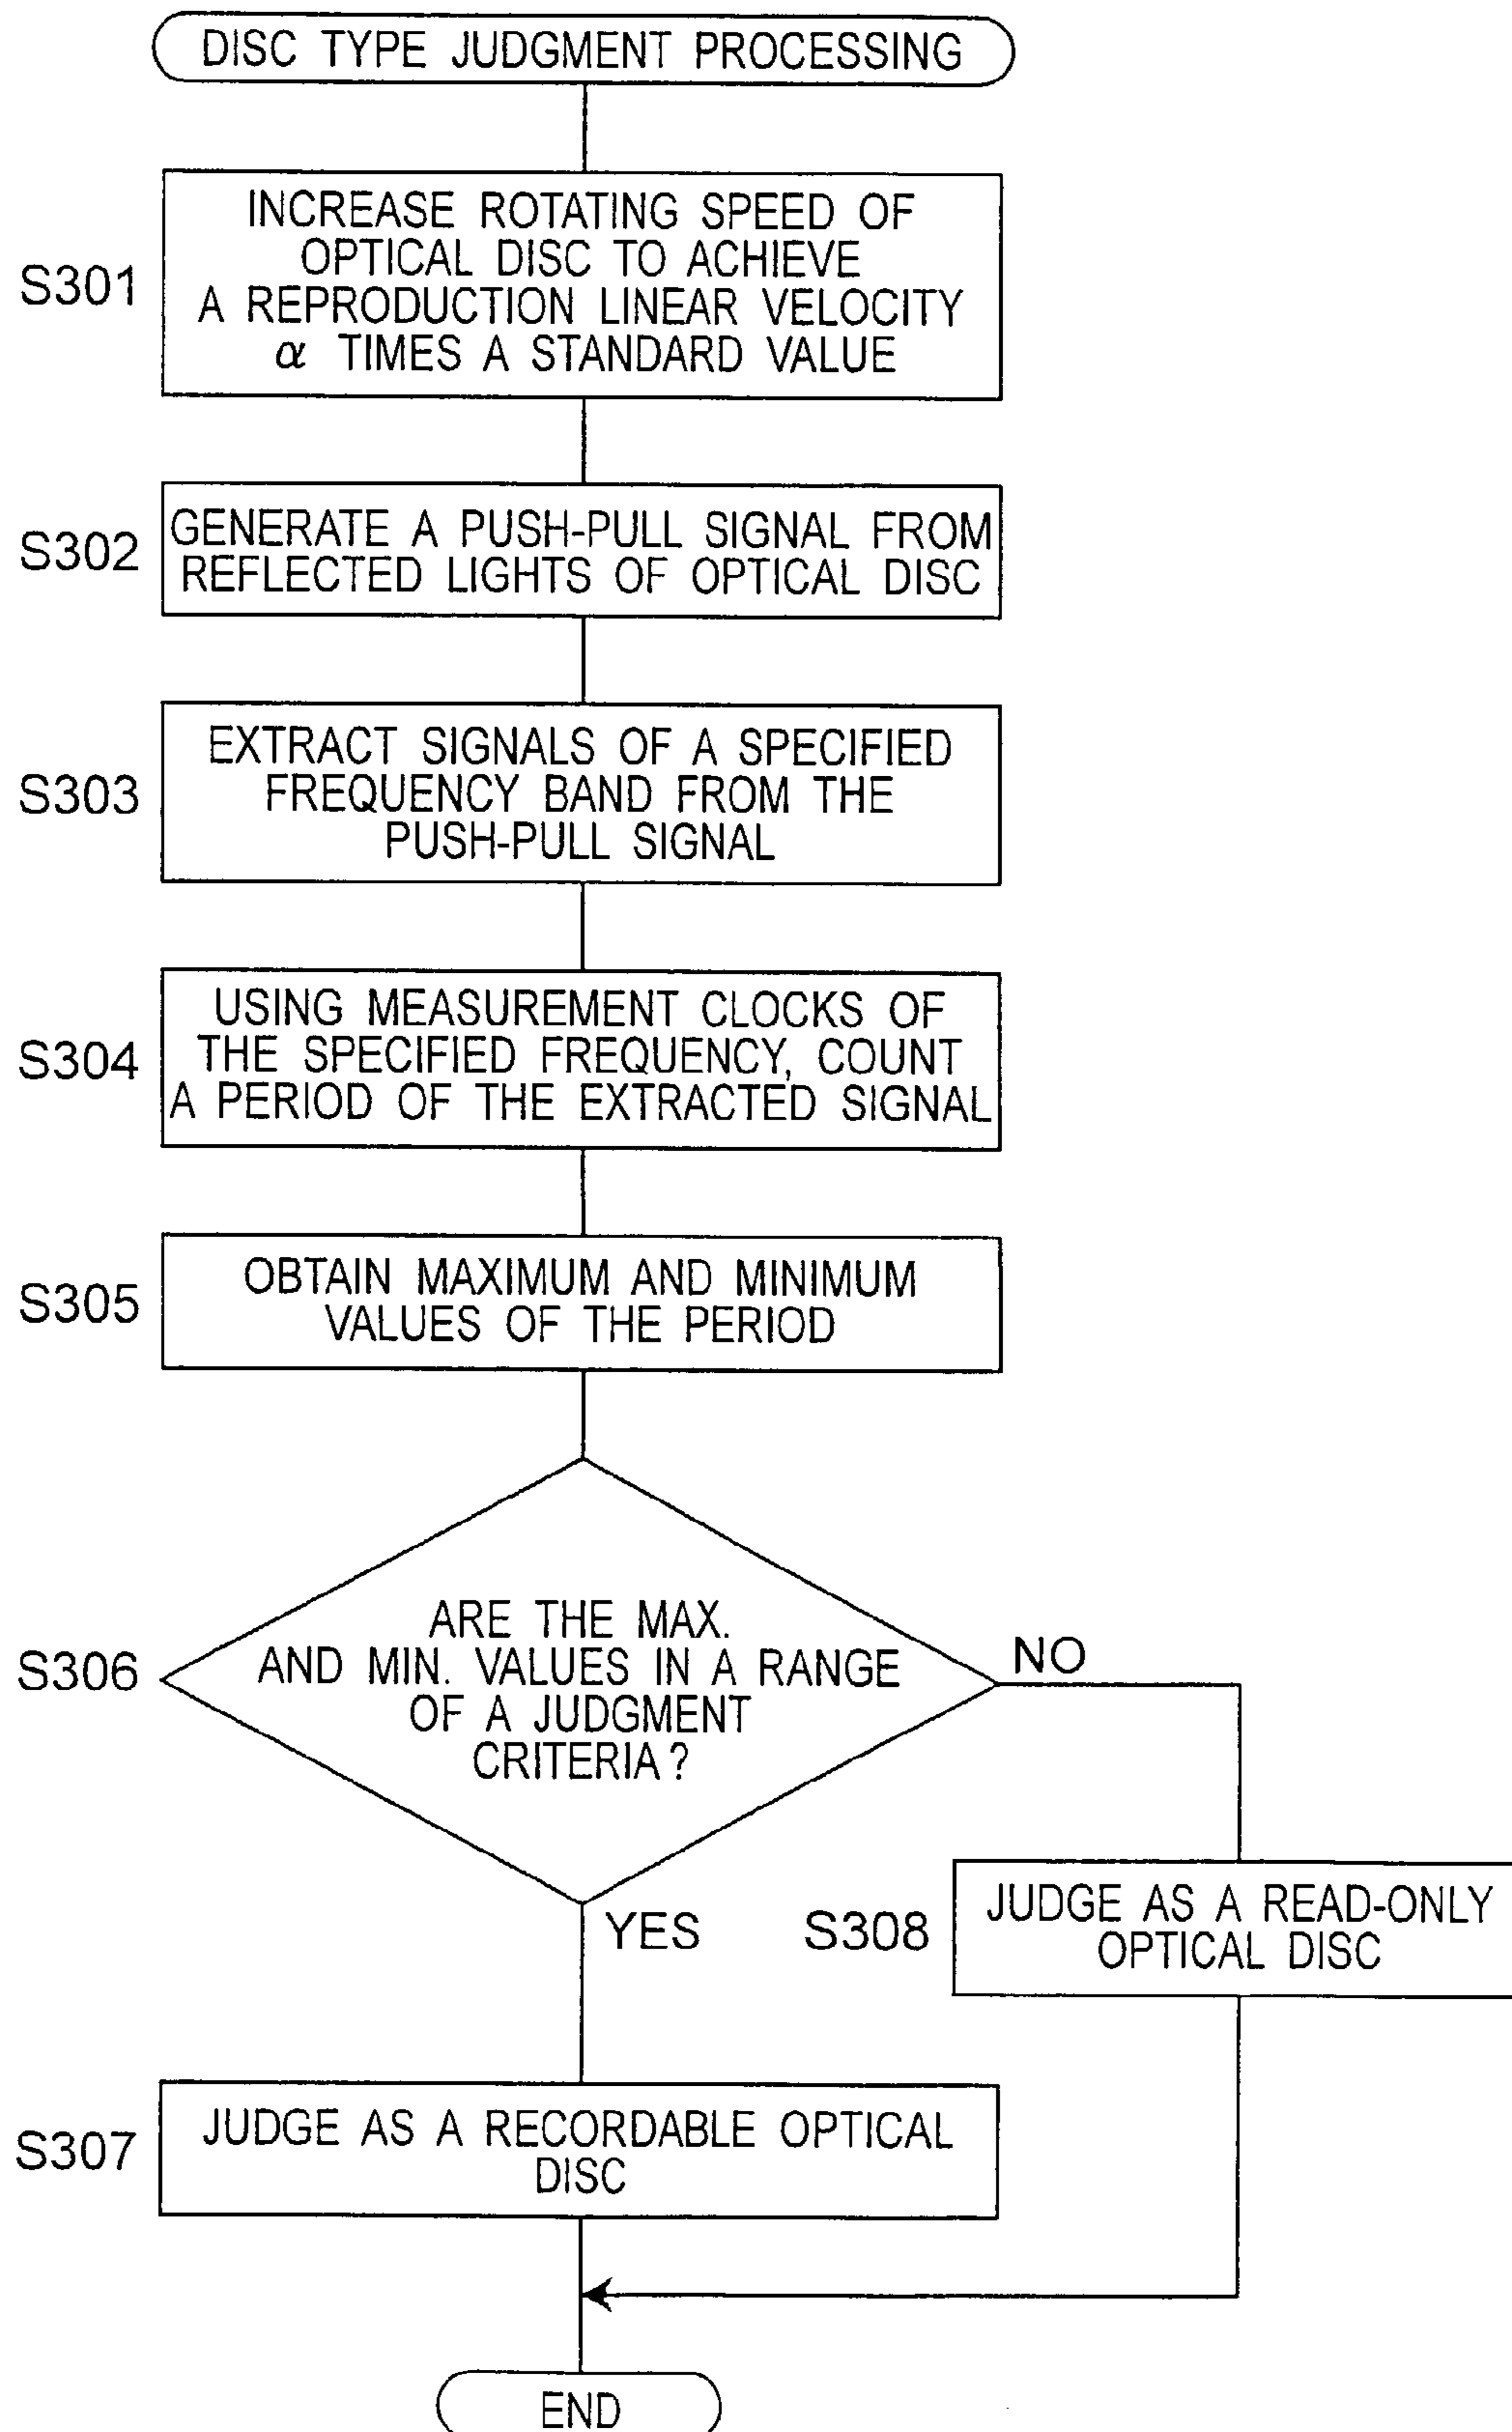 DISC TYPE JUDGMENT PROCESSING
S301
INCREASE ROTATING SPEED OF
OPTICAL DISC TO ACHIEVE
A REPRODUCTION LINEAR VELOCITY
α TIMES A STANDARD VALUE
S302
GENERATE A PUSH-PULL SIGNAL FROM
REFLECTED LIGHTS OF OPTICAL DISC
S303
EXTRACT SIGNALS OF A SPECIFIED
FREQUENCY BAND FROM THE
PUSH-PULL SIGNAL
S304
USING MEASUREMENT CLOCKS OF
THE SPECIFIED FREQUENCY, COUNT
A PERIOD OF THE EXTRACTED SIGNAL
S305
OBTAIN MAXIMUM AND MINIMUM
VALUES OF THE PERIOD
S306
ARE THE MAX.
AND MIN. VALUES IN A RANGE
OF A JUDGMENT
CRITERIA?
NO
YES
S308
JUDGE AS A READ-ONLY
OPTICAL DISC
S307
JUDGE AS A RECORDABLE OPTICAL
DISC
END